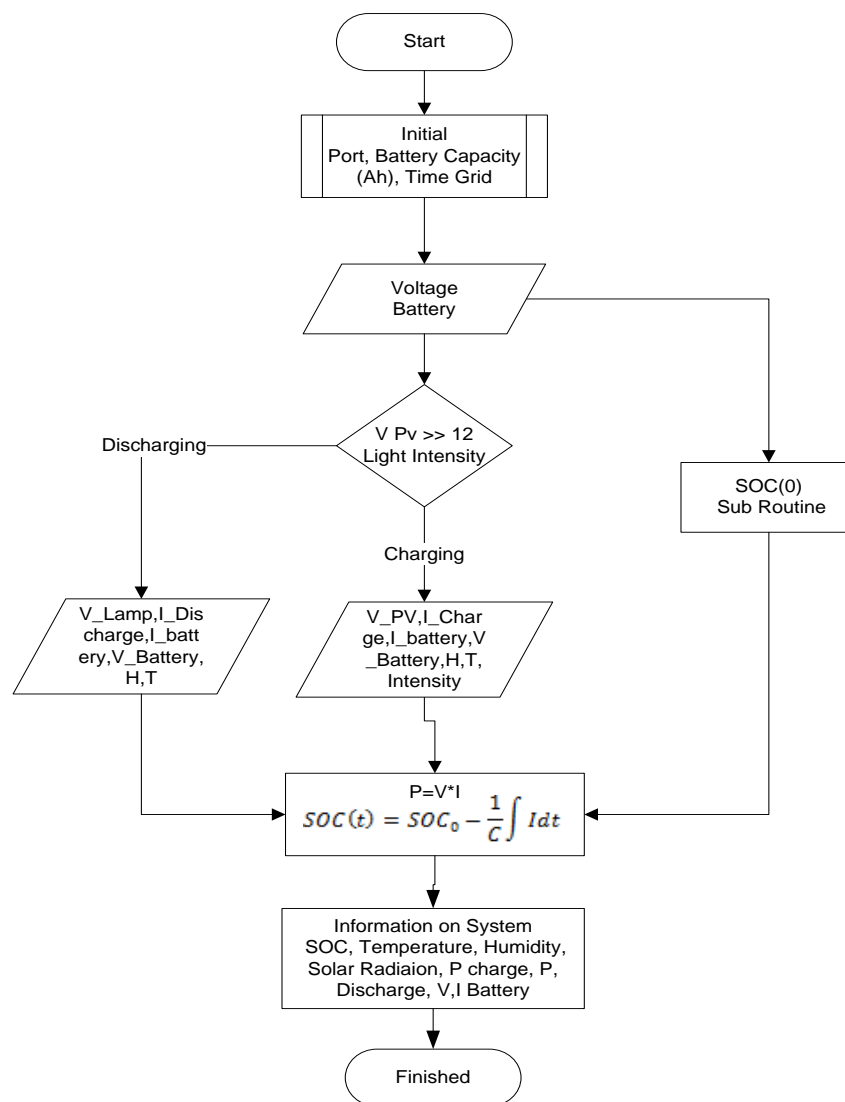 Start
Initial
Port, Battery Capacity
(Ah), Time Grid
Voltage
Battery
V Pv >> 12
Light Intensity
Discharging
SOC(0)
Sub Routine
Charging
V_Lamp,I_Dis
charge,I_batt
ery,V_Battery,
H,T
V_PV,I_Char
ge,I_battery,V
_Battery,H,T,
Intensity
P=V*I
SOC(t) = SOC₀ − 1/C ∫ Idt
Information on System
SOC, Temperature, Humidity,
Solar Radiaion, P charge, P,
Discharge, V,I Battery
Finished